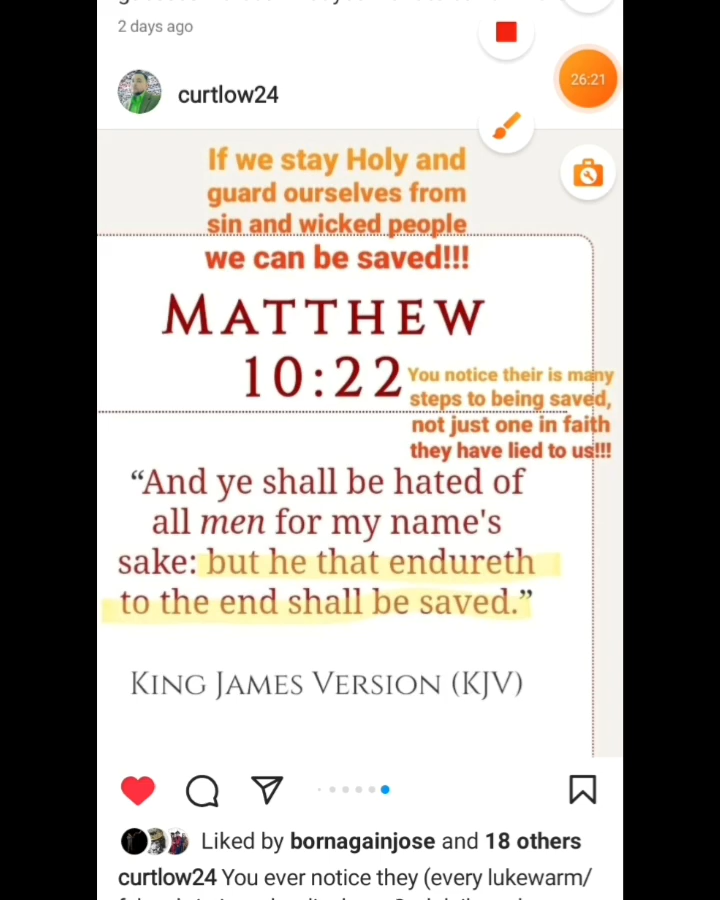 2 days ago
26:21
curtlow24
If we stay Holy and
guard ourselves from
sin and wicked people
we can be saved!!!
MATTHEW
10:22
You notice their is many
steps to being saved,
not just one in faith
they have lied to us!!!
“And ye shall be hated of
all men for my name's
sake: but he that endureth
to the end shall be saved.”
KING JAMES VERSION (KJV)
Liked by bornagainjose and 18 others
curtlow24 You ever notice they (every lukewarm/